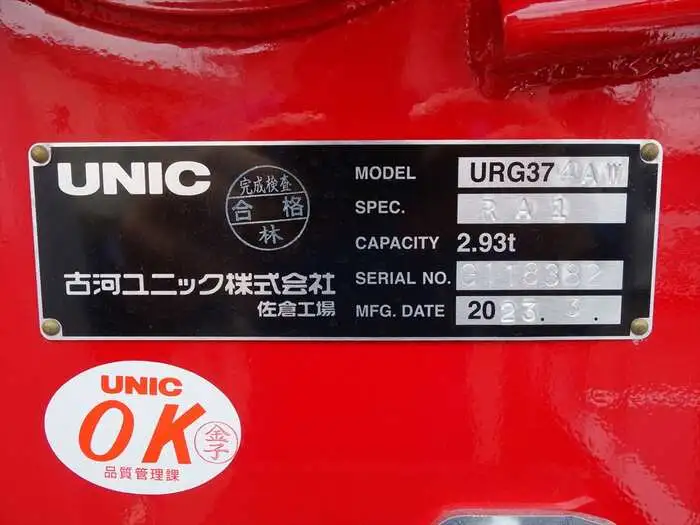 UNIC
完成検査
合格
林
古河ユニック株式会社
佐倉工場
MODEL URG374AW
SPEC. RA1
CAPACITY 2.93t
SERIAL NO. G118382
MFG. DATE 2023. 3.
UNIC
OK
金子
品質管理課